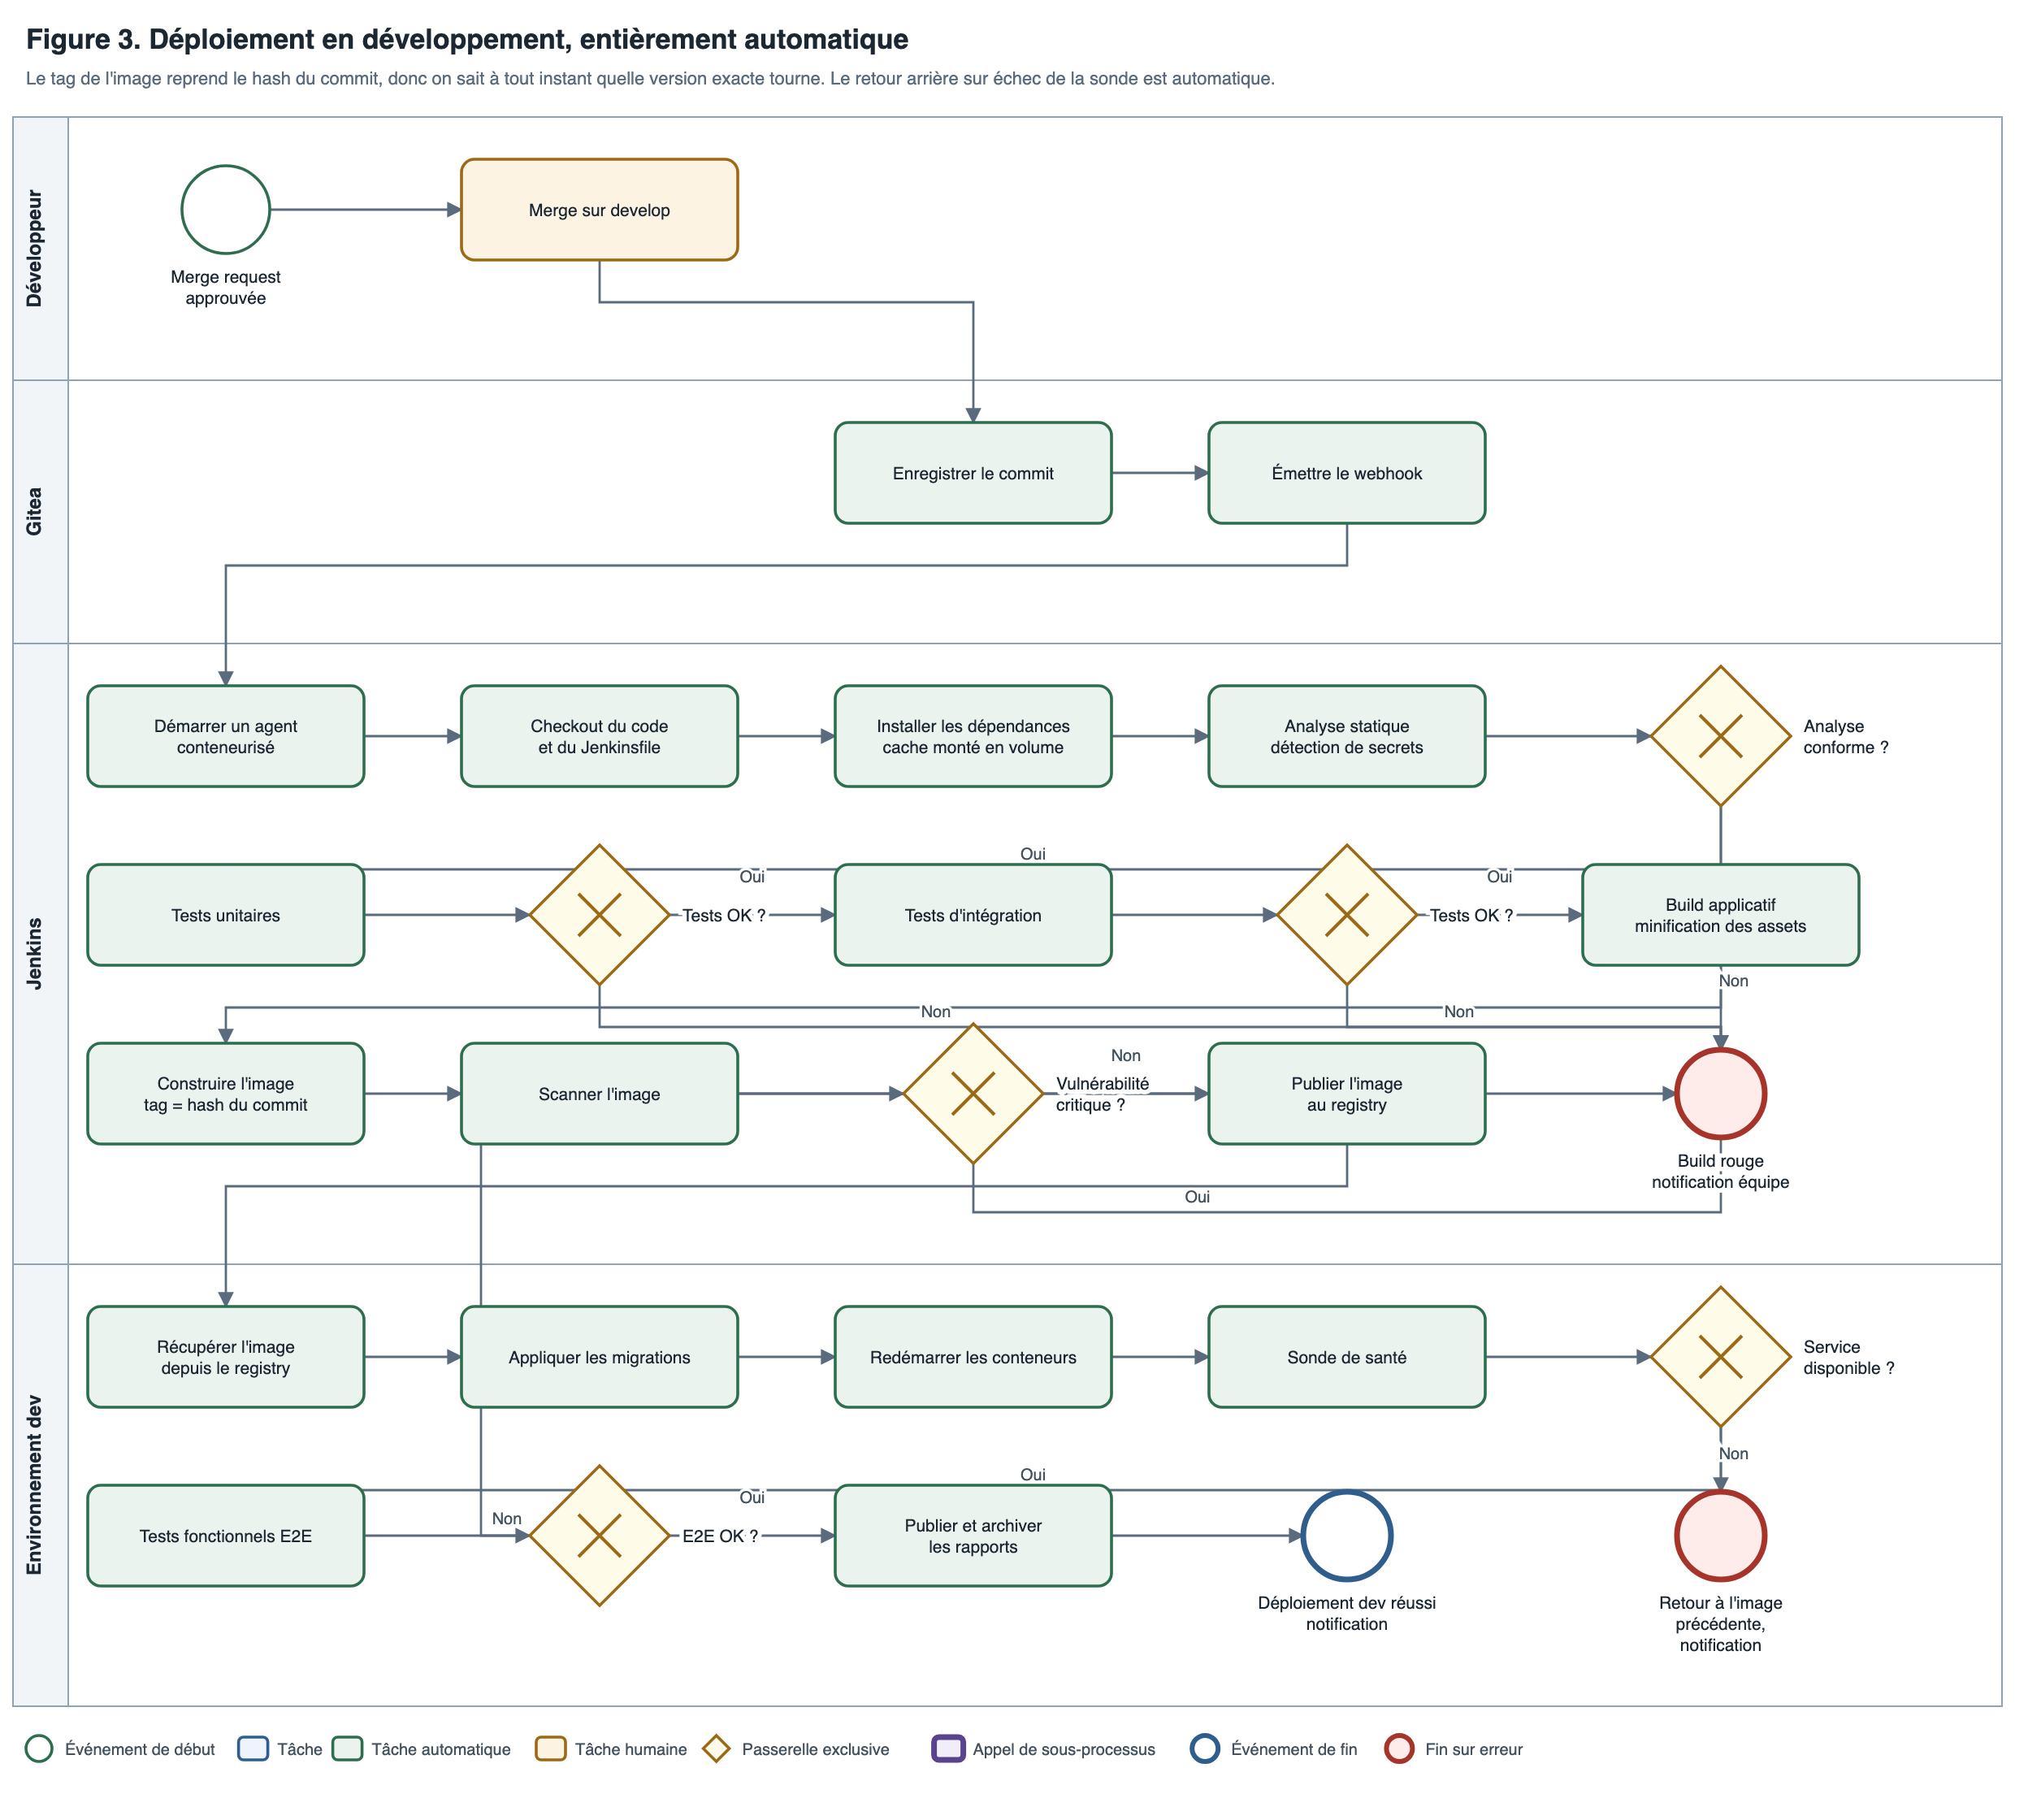 Figure 3. Déploiement en développement, entièrement automatique
Le tag de l'image reprend le hash du commit, donc on sait à tout instant quelle version exacte tourne. Le retour arrière sur échec de la sonde est automatique.
Développeur
Merge request
approuvée
Merge sur develop
Gitea
Enregistrer le commit
Émettre le webhook
Jenkins
Démarrer un agent
conteneurisé
Checkout du code
et du Jenkinsfile
Installer les dépendances
cache monté en volume
Analyse statique
détection de secrets
Analyse
conforme ?
Oui
Tests unitaires
Oui
Tests OK ?
Tests d'intégration
Oui
Tests OK ?
Build applicatif
minification des assets
Non
Non
Non
Construire l'image
tag = hash du commit
Scanner l'image
Non
Vulnérabilité
critique ?
Publier l'image
au registry
Build rouge
notification équipe
Oui
Environnement dev
Récupérer l'image
depuis le registry
Appliquer les migrations
Redémarrer les conteneurs
Sonde de santé
Service
disponible ?
Non
Oui
Tests fonctionnels E2E
Non
Oui
E2E OK ?
Publier et archiver
les rapports
Déploiement dev réussi
notification
Retour à l'image
précédente,
notification
Événement de début
Tâche
Tâche automatique
Tâche humaine
Passerelle exclusive
Appel de sous-processus
Événement de fin
Fin sur erreur